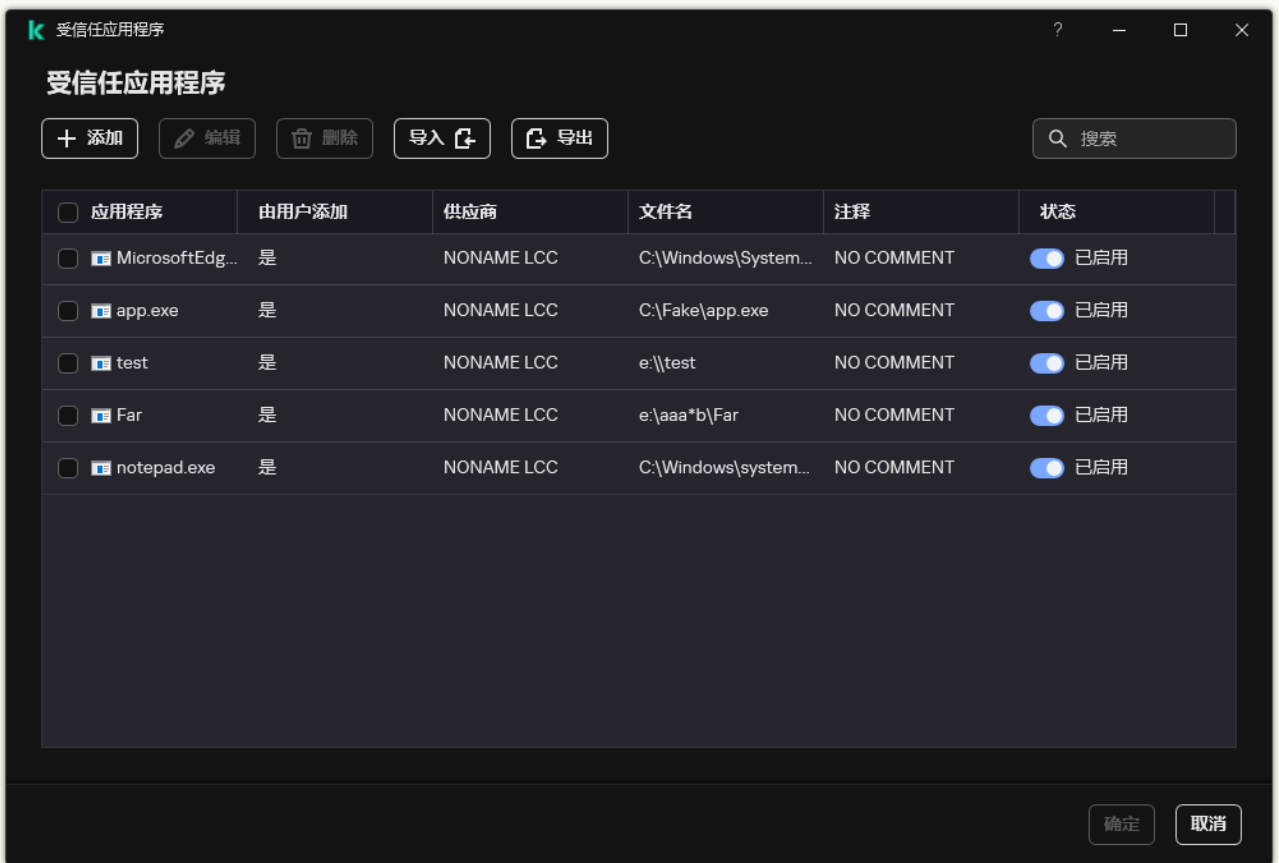 受信任应用程序
受信任应用程序
添加 编辑 删除 导入 导出 搜索
应用程序 由用户添加 供应商 文件名 注释 状态
MicrosoftEdg... 是 NONAME LCC C:\Windows\System... NO COMMENT 已启用
app.exe 是 NONAME LCC C:\Fake\app.exe NO COMMENT 已启用
test 是 NONAME LCC e:\\test NO COMMENT 已启用
Far 是 NONAME LCC e:\aaa*b\Far NO COMMENT 已启用
notepad.exe 是 NONAME LCC C:\Windows\system... NO COMMENT 已启用
确定 取消